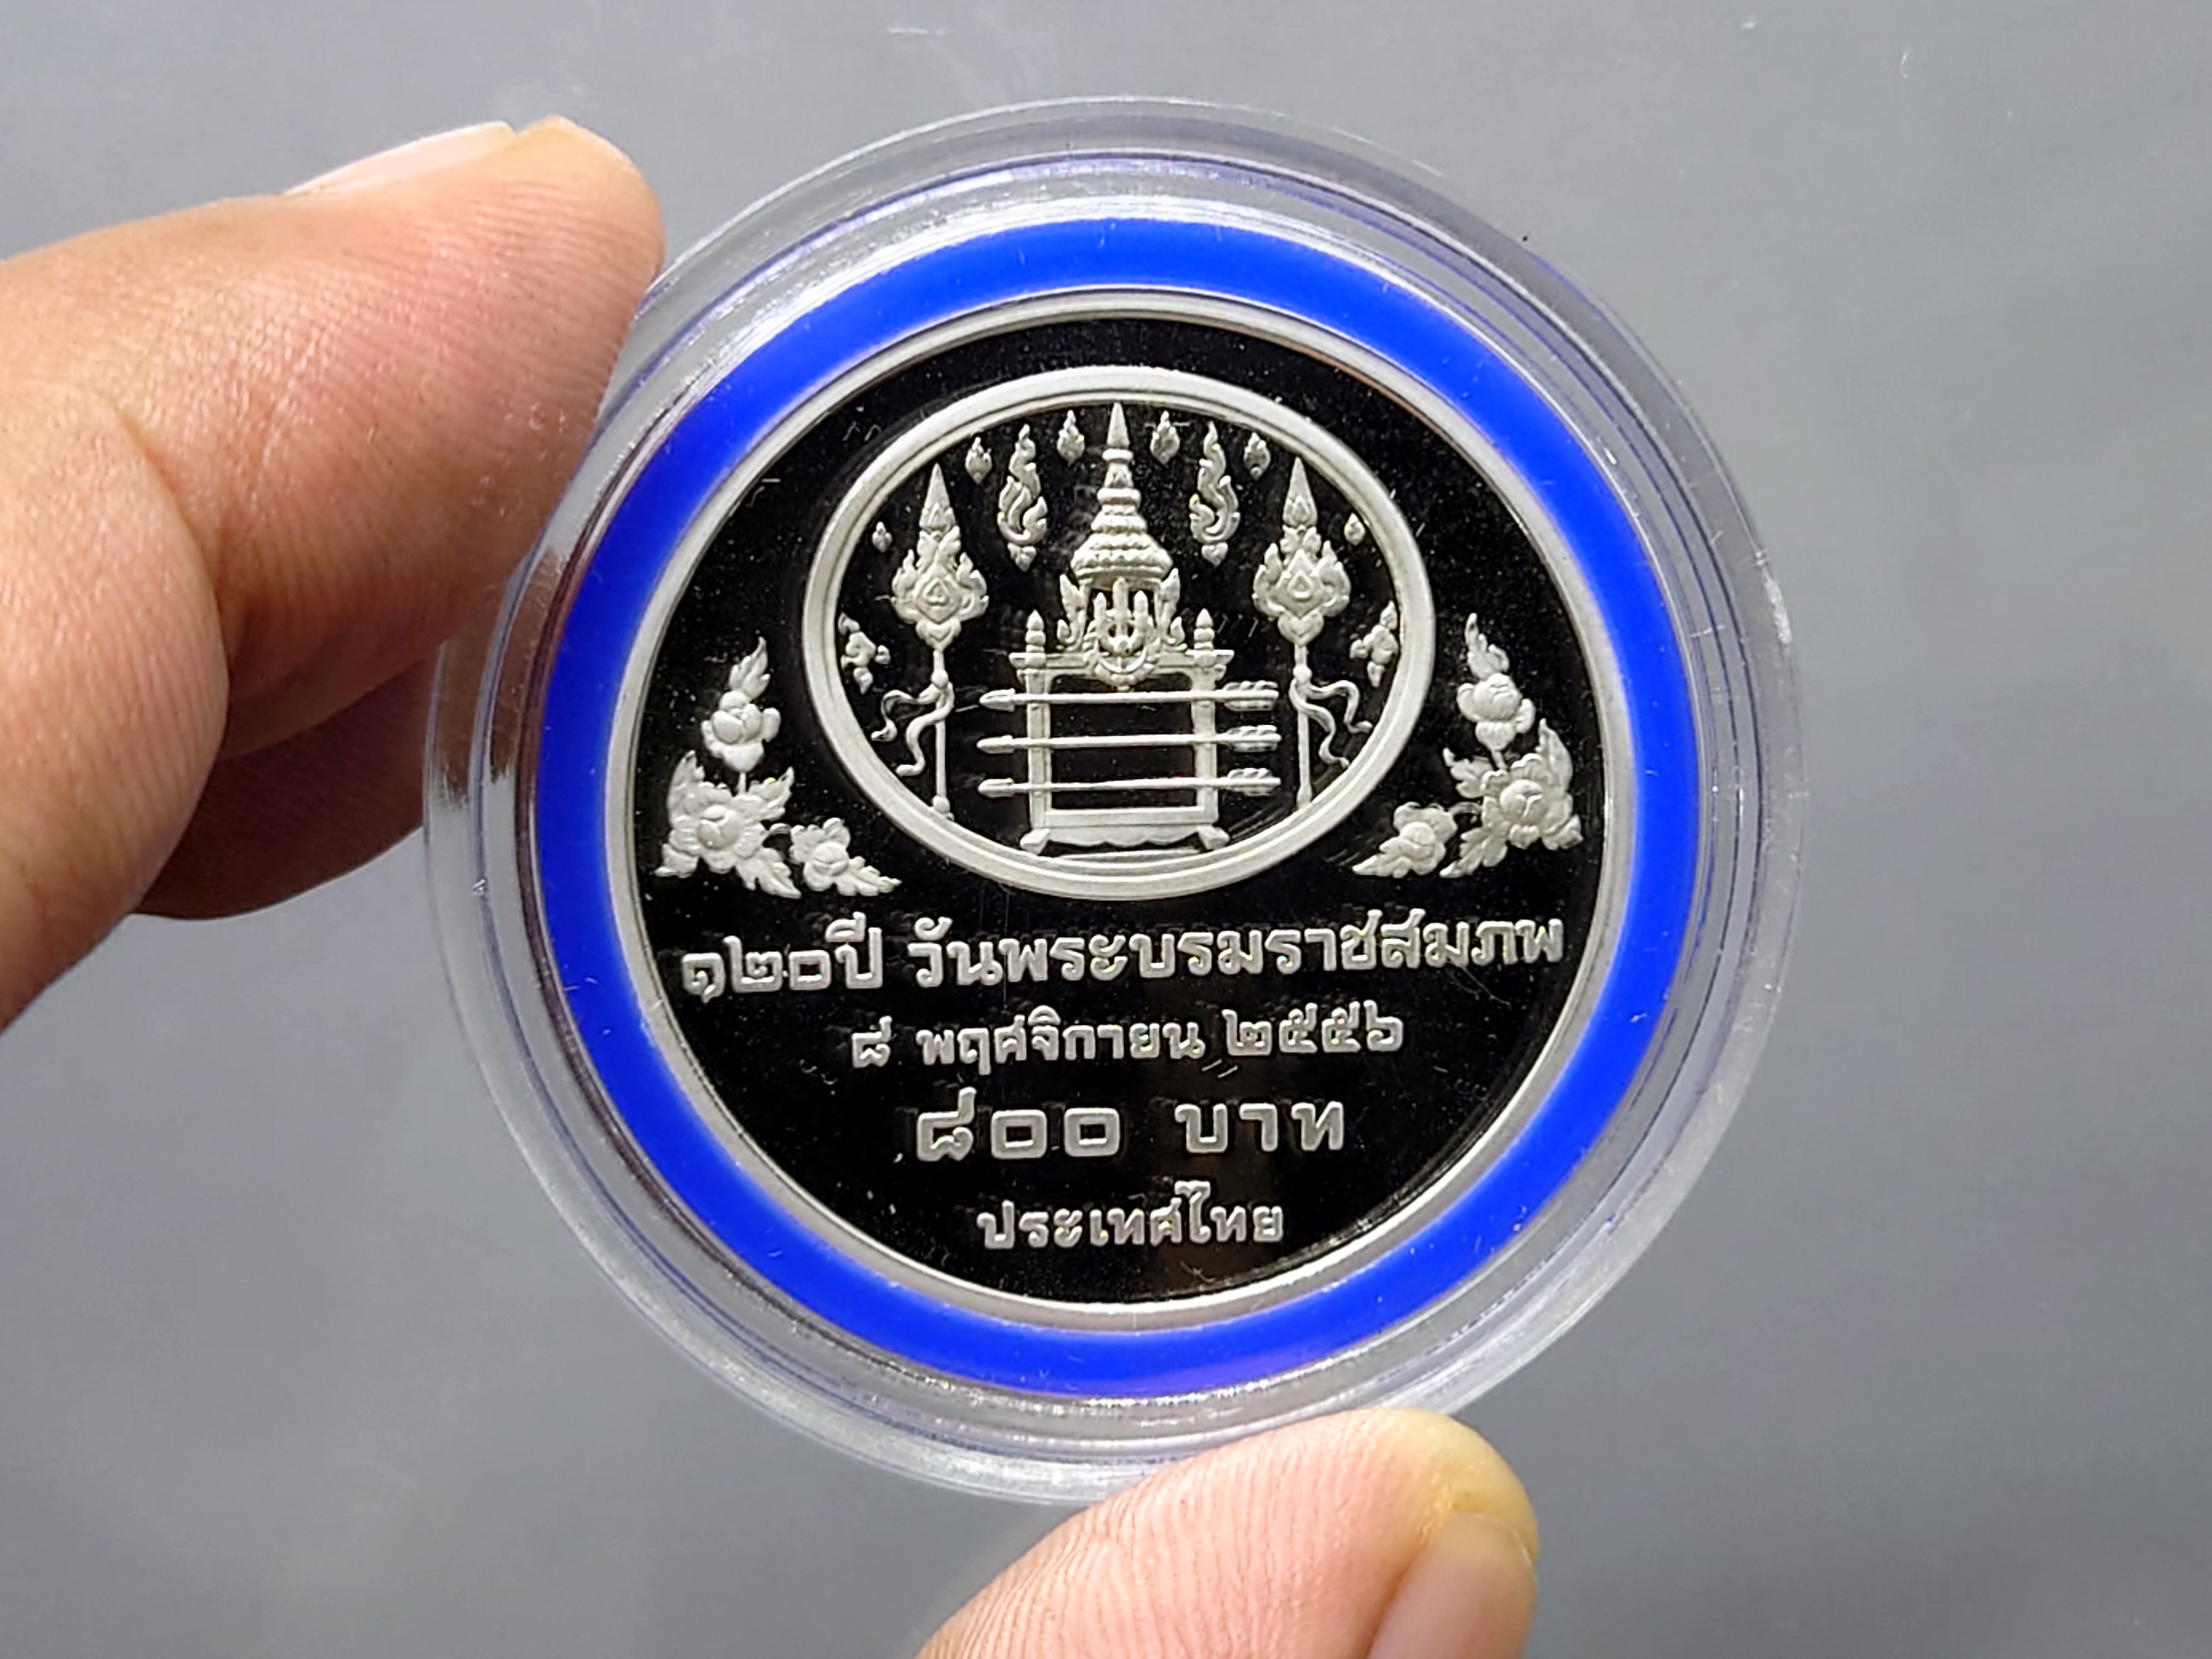 ๑๒๐ปี วันพระบรมราชสมภพ
๘ พฤศจิกายน ๒๕๕๖
๘๐๐ บาท
ประเทศไทย